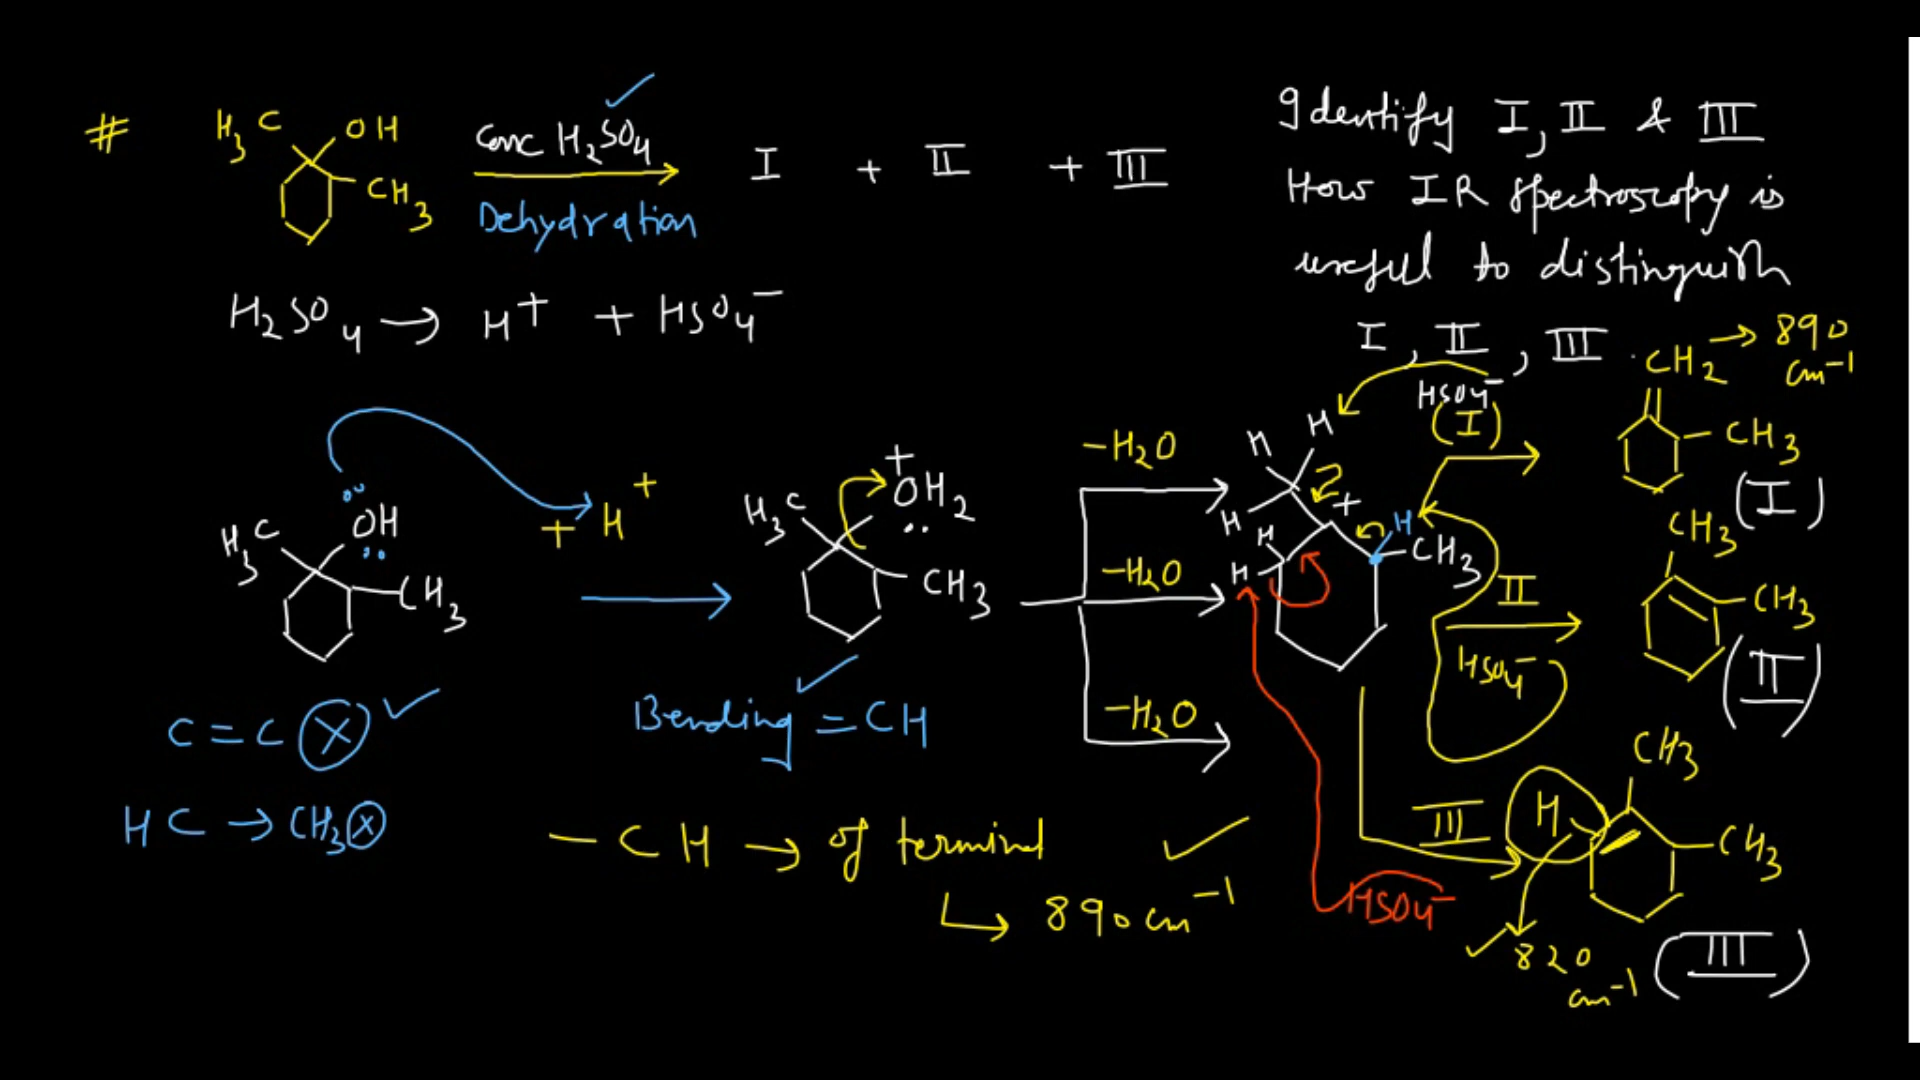 # H3C OH CH3 Conc H2SO4 Dehydration I + II + III
Identify I, II & III
How IR spectroscopy is
useful to distinguish
I, II, III.
H2SO4 → H+ + HSO4−
H3C OH CH3 + H+
H3C +OH2 CH3
−H2O
−H2O
−H2O
H H H + H CH3
H H
HSO4−
(I)
CH2 → 890 cm−1
CH3
(I)
II
HSO4−
CH3
CH3
(II)
III
H
CH3
CH3
820 cm−1
(III)
HSO4−
C=C (X) ✓
HC → CH3 (X)
Bending =CH
−CH → of terminal
↳ 890 cm−1